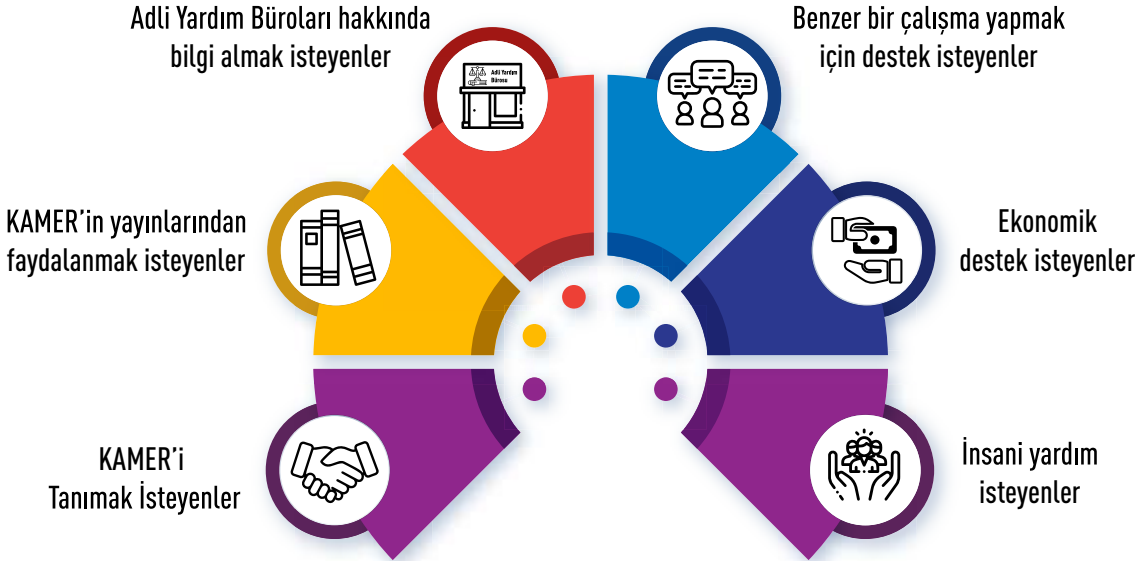 Adli Yardım Büroları hakkında
bilgi almak isteyenler
Adli Yardım
Bürosu
Benzer bir çalışma yapmak
için destek isteyenler
KAMER’in yayınlarından
faydalanmak isteyenler
Ekonomik
destek isteyenler
KAMER’i
Tanımak İsteyenler
İnsani yardım
isteyenler